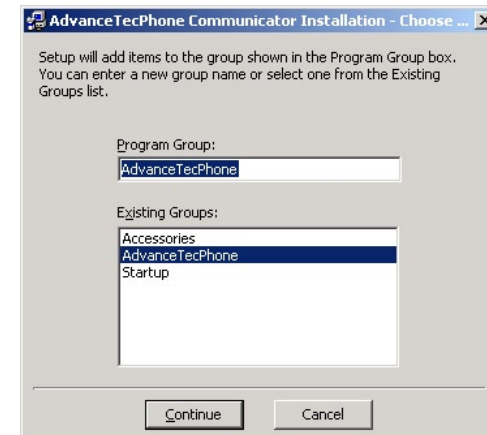 AdvanceTecPhone Communicator Installation - Choose ...
Setup will add items to the group shown in the Program Group box.
You can enter a new group name or select one from the Existing
Groups list.
Program Group:
AdvanceTecPhone
Existing Groups:
Accessories
AdvanceTecPhone
Startup
Continue
Cancel